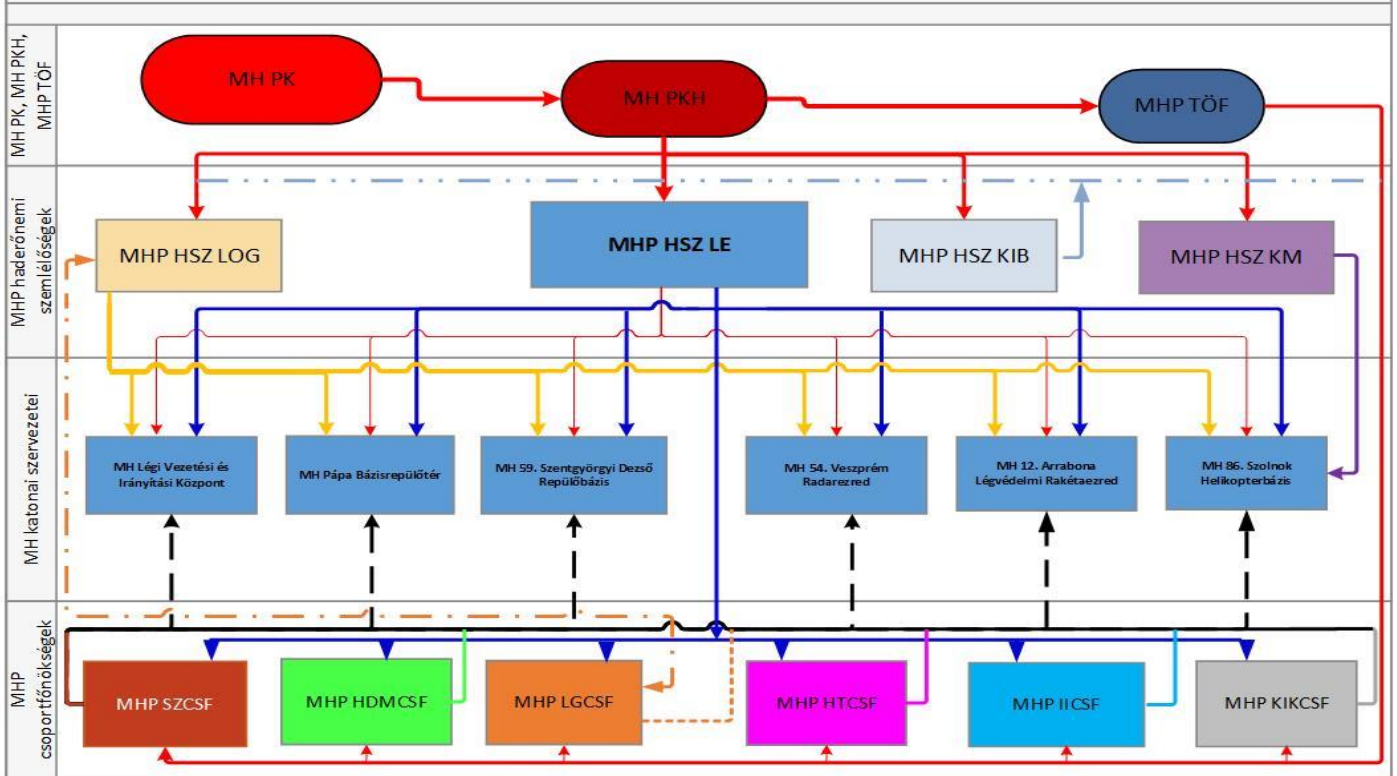 MH PK, MH PKH,
MHP TÖF
MH PK
MH PKH
MHP TÖF
MHP haderőnemi
szemlélőségek
MHP HSZ LOG
MHP HSZ LE
MHP HSZ KIB
MHP HSZ KM
MH katonai szervezetei
MH Légi Vezetési és
Irányítási Központ
MH Pápa Bázisrepülőtér
MH 59. Szentgyörgyi Dezső
Repülőbázis
MH 54. Veszprém
Radarezred
MH 12. Arrabona
Légvédelmi Rakétaezred
MH 86. Szolnok
Helikopterbázis
MHP
csoportfőnökségek
MHP SZCSF
MHP HDMCSF
MHP LGCSF
MHP HTCSF
MHP IICSF
MHP KIKCSF